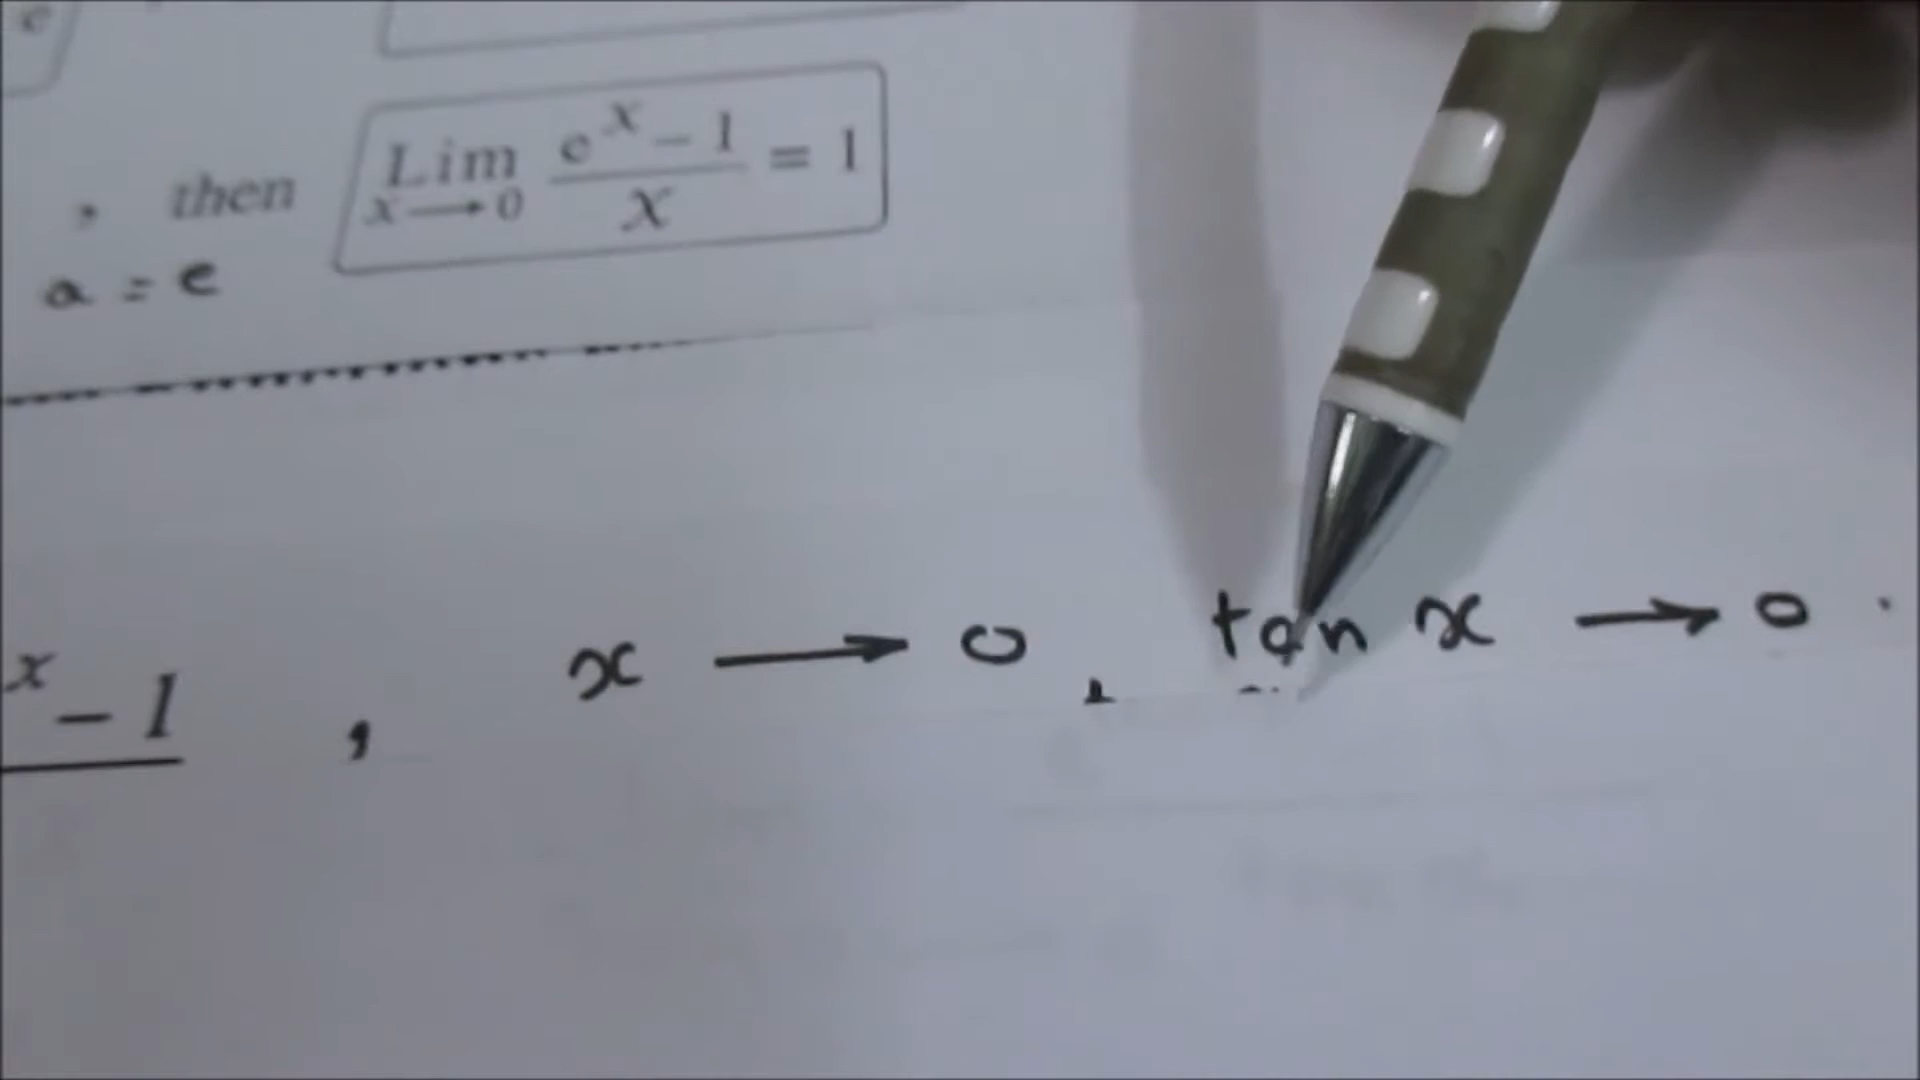 , then Lim x→0 e^x − 1 / x = 1
a = e
x − 1 , x → 0 tan x → 0 .